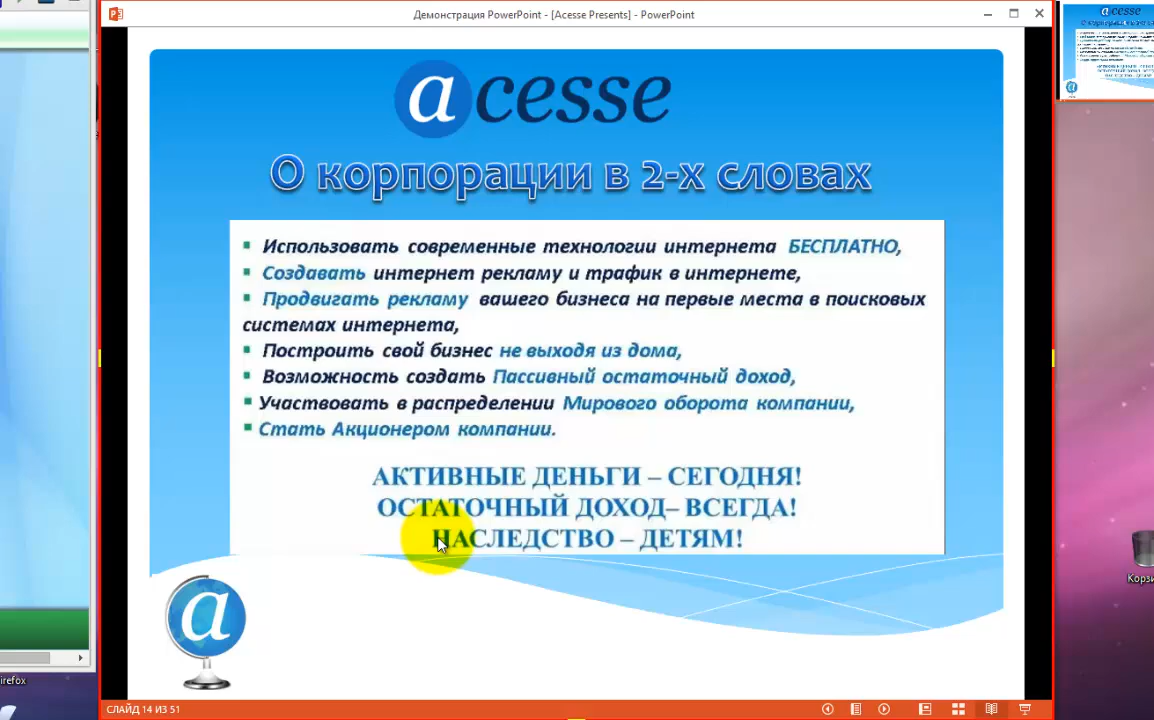 Демонстрация PowerPoint - [Acesse Presents] - PowerPoint
acesse
О корпорации в 2-х словах
Использовать современные технологии интернета БЕСПЛАТНО,
Создавать интернет рекламу и трафик в интернете,
Продвигать рекламу вашего бизнеса на первые места в поисковых
системах интернета,
Построить свой бизнес не выходя из дома,
Возможность создать Пассивный остаточный доход,
Участвовать в распределении Мирового оборота компании,
Стать Акционером компании.
АКТИВНЫЕ ДЕНЬГИ – СЕГОДНЯ!
ОСТАТОЧНЫЙ ДОХОД– ВСЕГДА!
НАСЛЕДСТВО – ДЕТЯМ!
a
Корзи
irefox
СЛАЙД 14 ИЗ 51